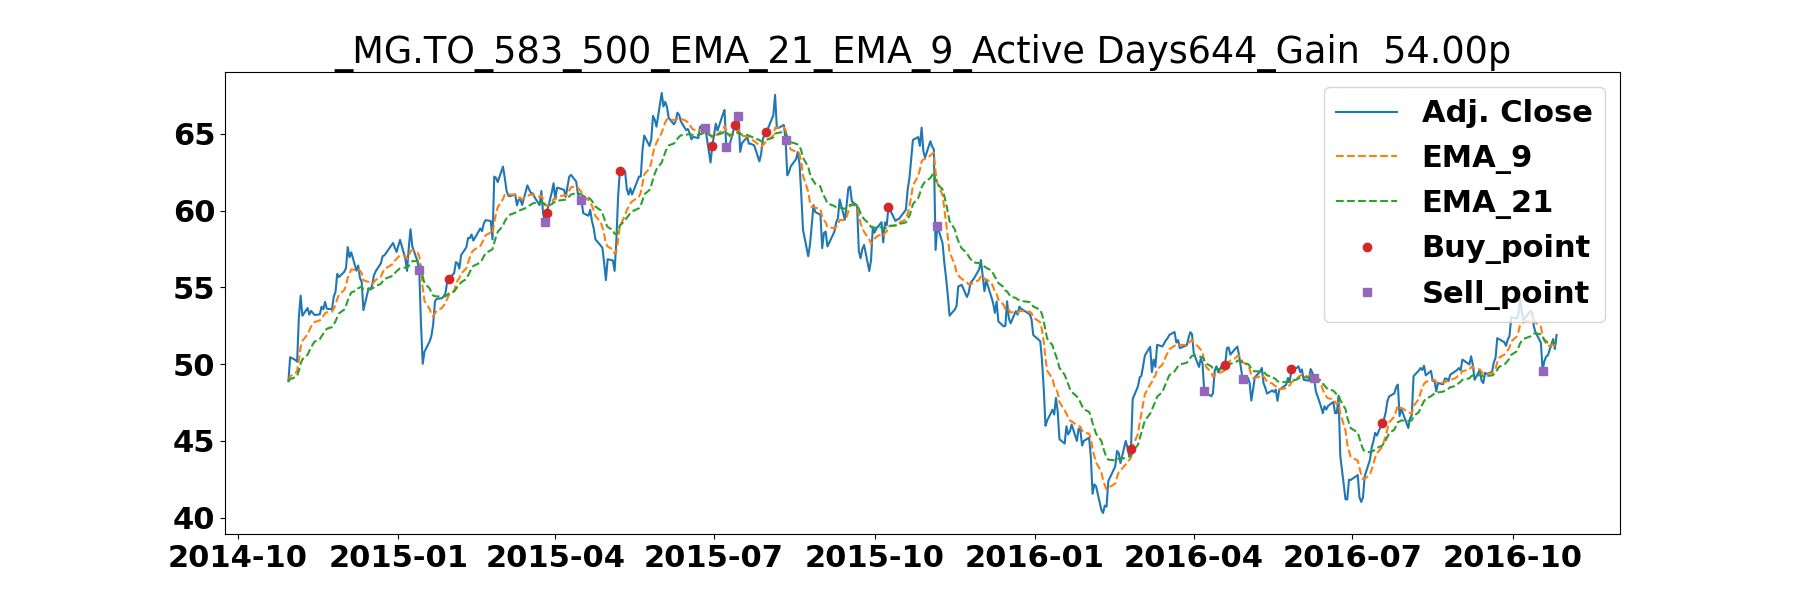 _MG.TO_583_500_EMA_21_EMA_9_Active Days644_Gain  54.00p
Adj. Close
EMA_9
EMA_21
Buy_point
Sell_point
65
60
55
50
45
40
2014-10 2015-01 2015-04 2015-07 2015-10 2016-01 2016-04 2016-07 2016-10